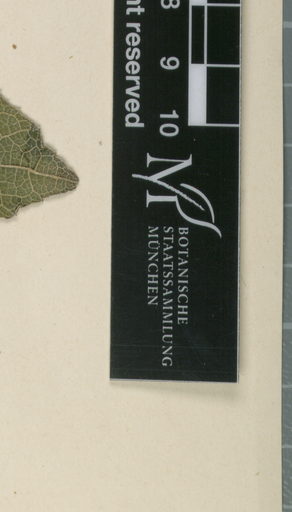 8 9 10
nt reserved
BOTANISCHE
STAATSSAMMLUNG
MÜNCHEN